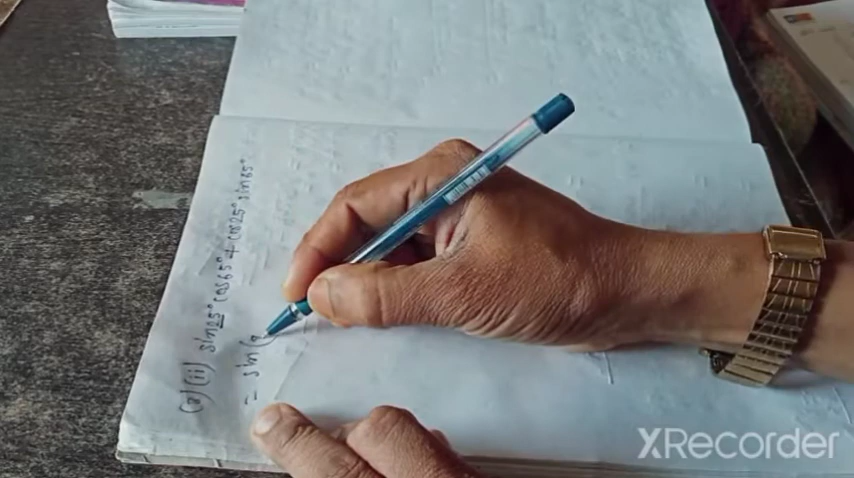 (v)(ii) sin25° cos65° + cos25° sin65°
= sin(
XRecorder